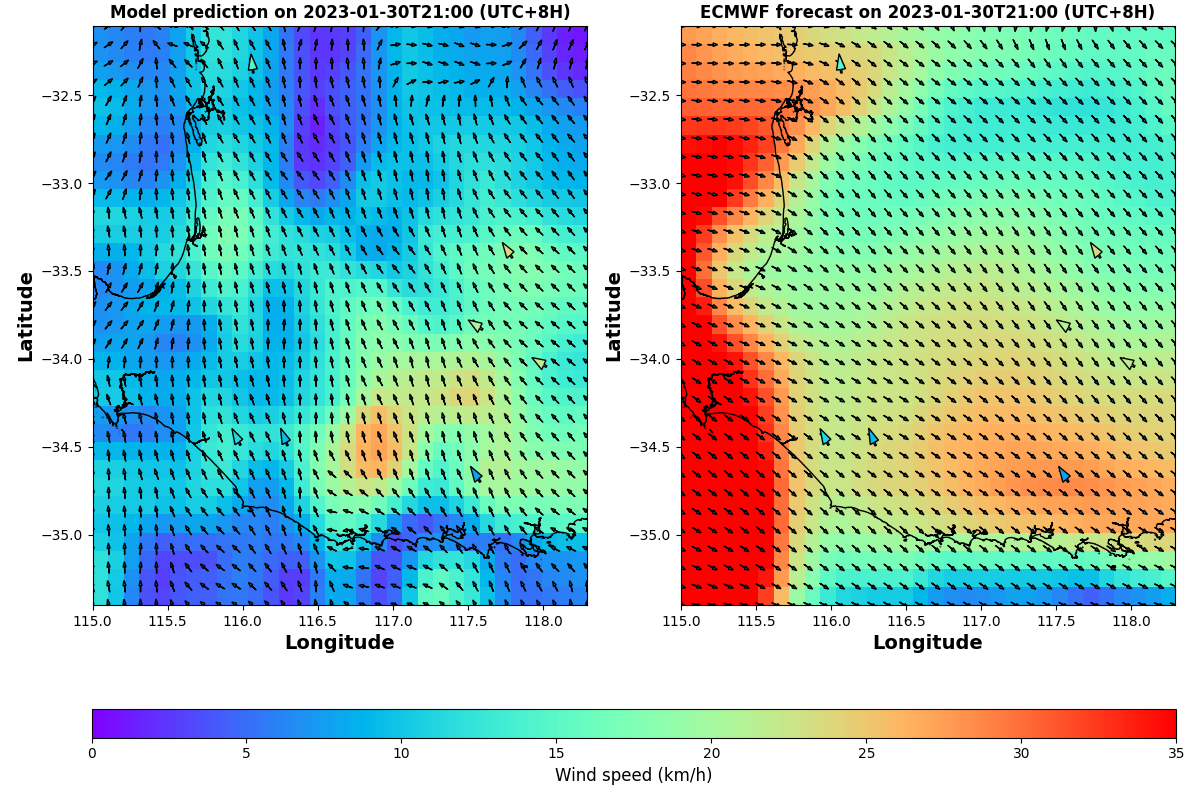 Model prediction on 2023-01-30T21:00 (UTC+8H)
ECMWF forecast on 2023-01-30T21:00 (UTC+8H)
Latitude
−32.5
−33.0
−33.5
−34.0
−34.5
−35.0
115.0 115.5 116.0 116.5 117.0 117.5 118.0
Longitude
Latitude
−32.5
−33.0
−33.5
−34.0
−34.5
−35.0
115.0 115.5 116.0 116.5 117.0 117.5 118.0
Longitude
0 5 10 15 20 25 30 35
Wind speed (km/h)